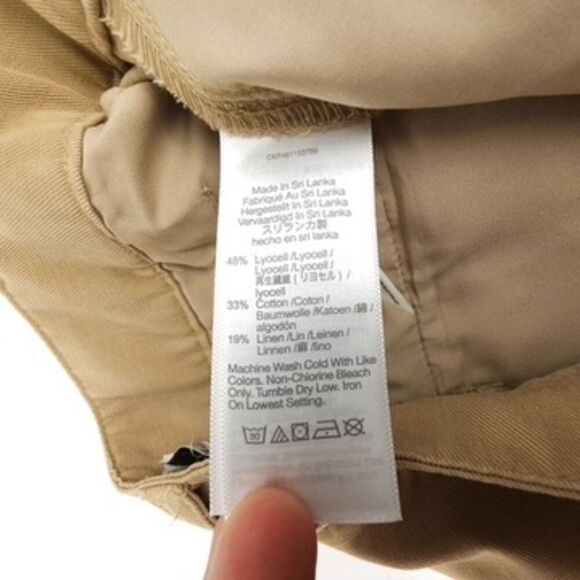 Made In Sri Lanka
Fabriqué Au Sri Lanka
Hergestellt In Sri Lanka
Vervaardigd In Sri Lanka
スリランカ製
hecho en sri lanka
48% Lyocell /Lyocell /
Lyocell /Lyocell /
再生繊維 (リヨセル) /
lyocell
33% Cotton /Coton /
Baumwolle /Katoen /綿 /
algodón
19% Linen /Lin /Leinen /
Linnen /麻 /lino
Machine Wash Cold With Like
Colors. Non-Chlorine Bleach
Only. Tumble Dry Low. Iron
On Lowest Setting.
30